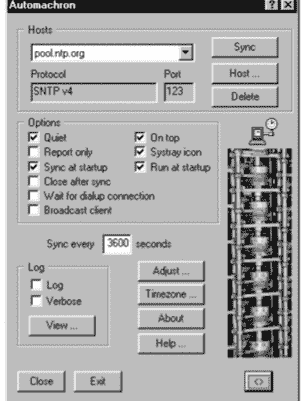 Automachron ? X
Hosts
pool.ntp.org
Sync
Protocol Port Host ...
SNTP v4 123
Delete
Options
Quiet On top
Report only Systray icon
Sync at startup Run at startup
Close after sync
Wait for dialup connection
Broadcast client
Sync every 3600 seconds
Log Adjust ...
Log
Timezone ...
Verbose
About
View ...
Help ...
Close Exit <>